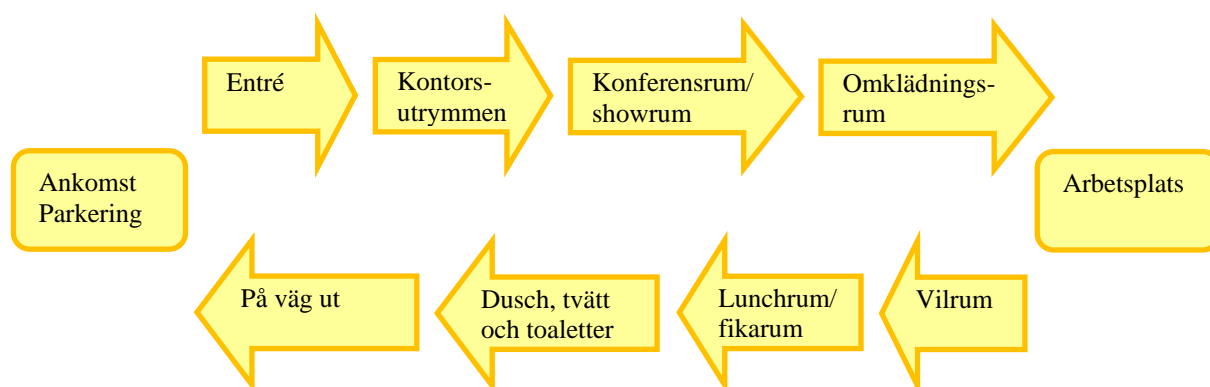 Entré
Kontors-
utrymmen
Konferensrum/
showrum
Omklädnings-
rum
Ankomst
Parkering
Arbetsplats
På väg ut
Dusch, tvätt
och toaletter
Lunchrum/
fikarum
Vilrum